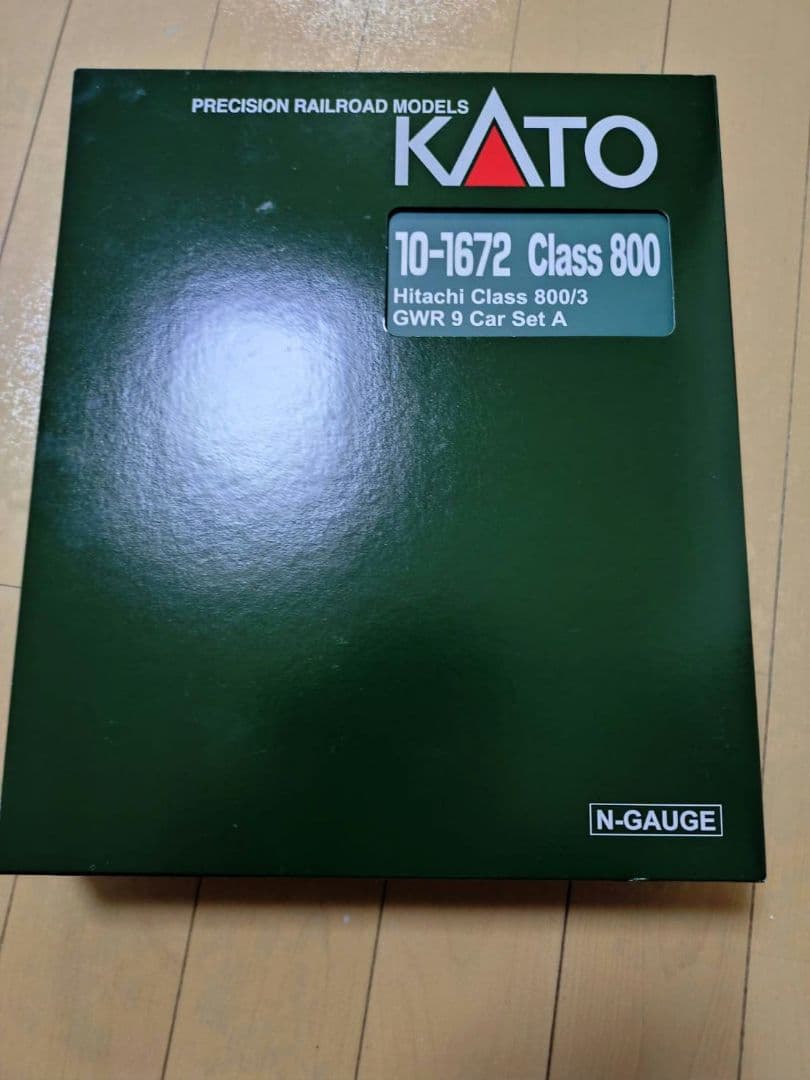 PRECISION RAILROAD MODELS
KATO
10-1672 Class 800
Hitachi Class 800/3
GWR 9 Car Set A
N-GAUGE